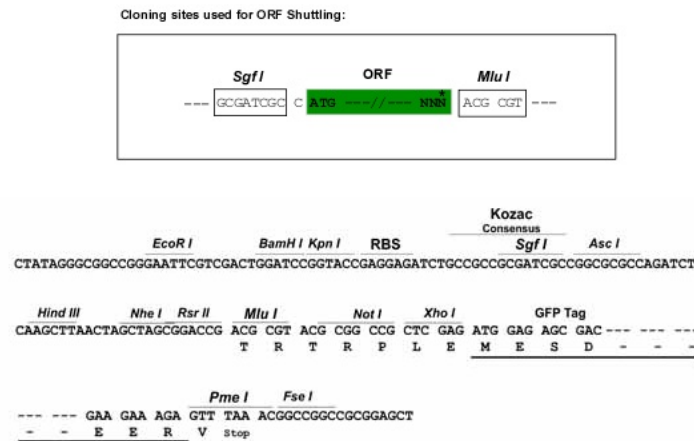 Cloning sites used for ORF Shuttling:
Sgf I ORF Mlu I
--- GCGATCGC C ATG ---//--- NNN* ACG CGT ---
Kozac
Consensus
EcoR I BamH I Kpn I RBS Sgf I Asc I
CTATAGGGCGGCCGGGAATTCGTCGACTGGATCCGGTACCGAGGAGATCTGCCGCCGCGATCGCCGGCGCGCCAGATCT
Hind III Nhe I Rsr II Mlu I Not I Xho I GFP Tag
CAAGCTTAACTAGCTAGCGGACCG ACG CGT ACG CGG CCG CTC GAG ATG GAG AGC GAC --- --- ---
T R T R P L E M E S D - - -
--- --- GAA GAA AGA GTT TAA ACGGCCGGCCGCGGAGCT
Pme I Fse I
- - E E R V Stop